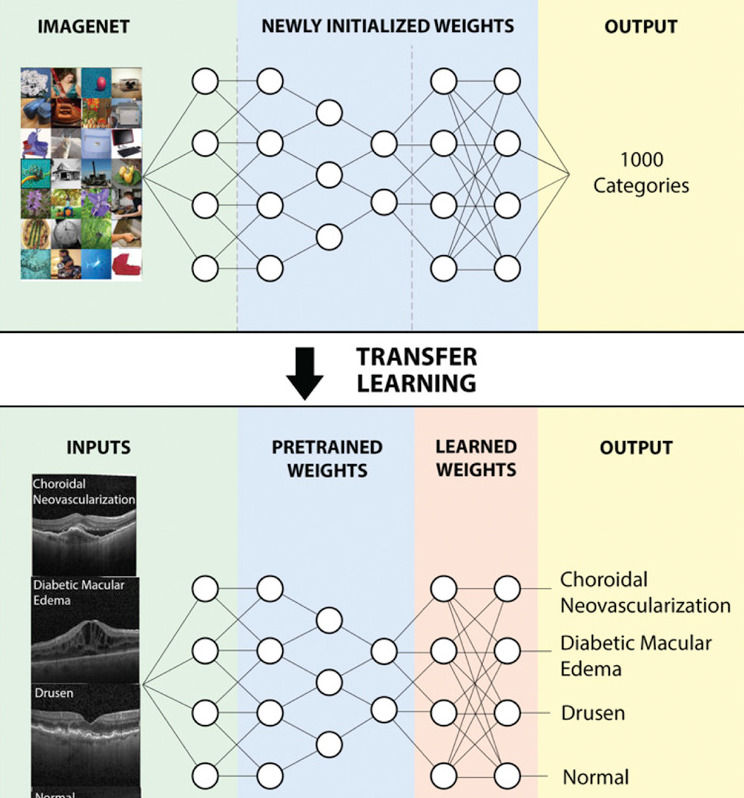 IMAGENET
NEWLY INITIALIZED WEIGHTS
OUTPUT
1000
Categories
TRANSFER
LEARNING
INPUTS
PRETRAINED
WEIGHTS
LEARNED
WEIGHTS
OUTPUT
Choroidal
Neovascularization
Diabetic Macular
Edema
Drusen
Normal
Choroidal
Neovascularization
Diabetic Macular
Edema
Drusen
Normal